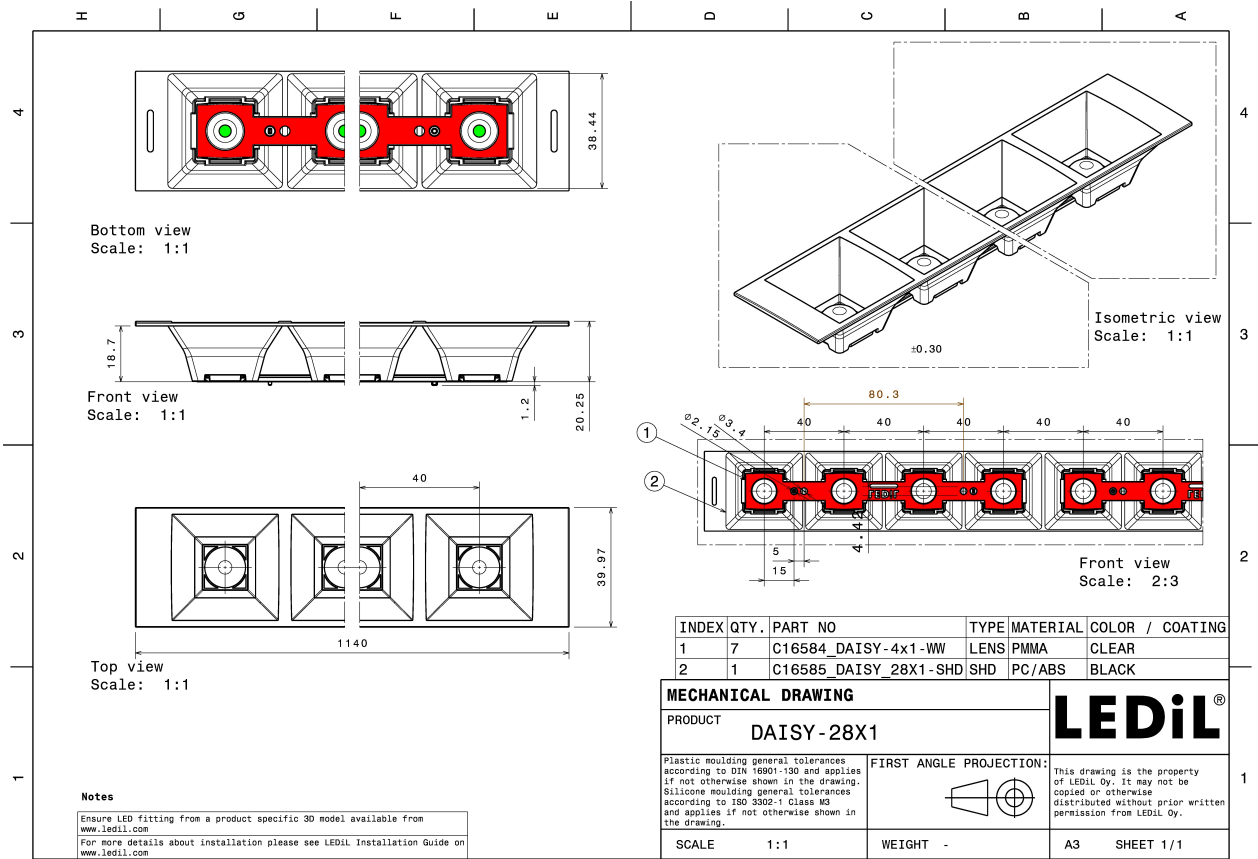 H G F E D C B A
4
4
38.44
Bottom view
Scale: 1:1
3
3
18.7
1.2
20.25
Front view
Scale: 1:1
Isometric view
Scale: 1:1
±0.30
80.3
Ø2.15
Ø3.4
40 40 40 40 40
1
2
LEDiL
4.42
5
15
Front view
Scale: 2:3
2
2
40
39.97
1140
Top view
Scale: 1:1
INDEX QTY. PART NO TYPE MATERIAL COLOR / COATING
1 7 C16584_DAISY-4x1-WW LENS PMMA CLEAR
2 1 C16585_DAISY_28X1-SHD SHD PC/ABS BLACK
MECHANICAL DRAWING
PRODUCT
DAISY-28X1
LEDiL®
Plastic moulding general tolerances
according to DIN 16901-130 and applies
if not otherwise shown in the drawing.
Silicone moulding general tolerances
according to ISO 3302-1 Class M3
and applies if not otherwise shown in
the drawing.
FIRST ANGLE PROJECTION:
This drawing is the property
of LEDiL Oy. It may not be
copied or otherwise
distributed without prior written
permission from LEDiL Oy.
SCALE 1:1
WEIGHT -
A3 SHEET 1/1
1
1
Notes
Ensure LED fitting from a product specific 3D model available from
www.ledil.com
For more details about installation please see LEDiL Installation Guide on
www.ledil.com